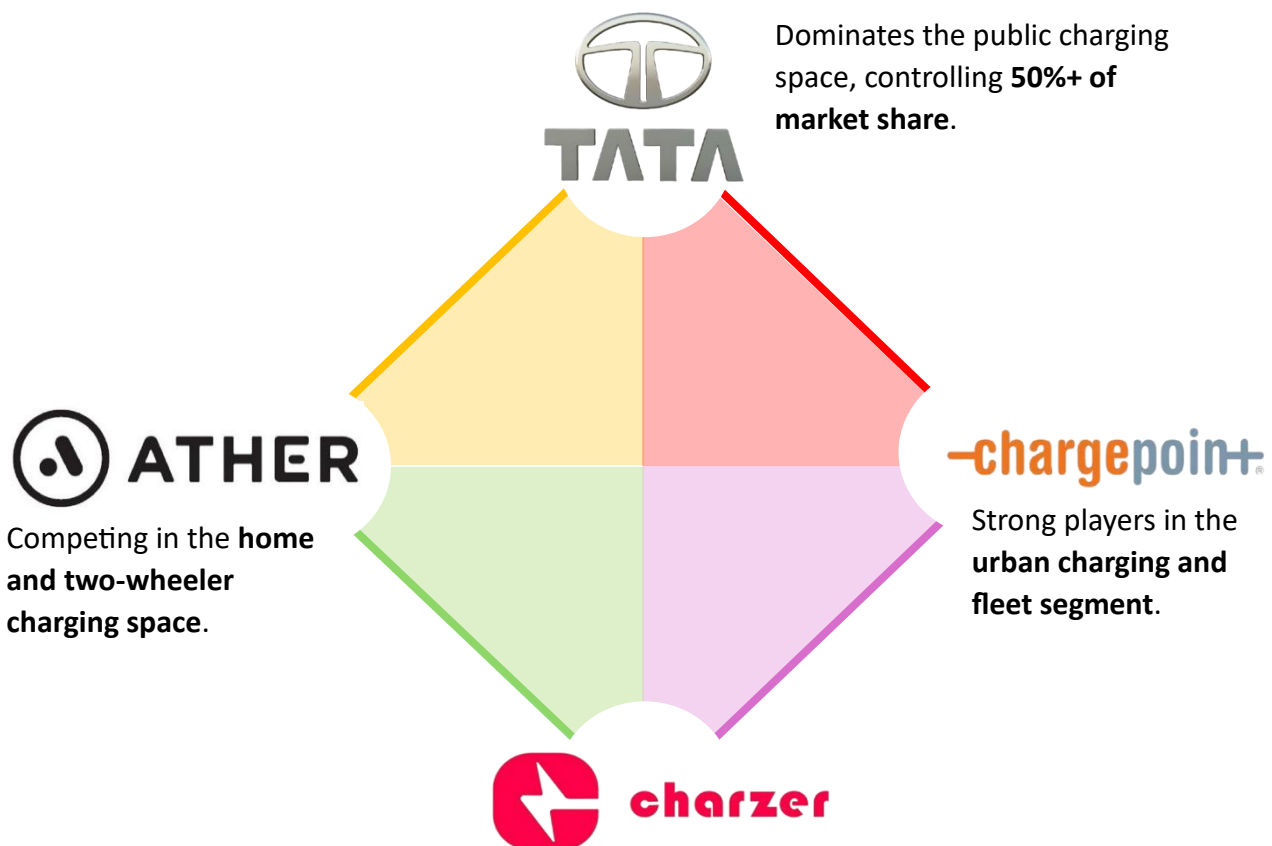 TATA
Dominates the public charging
space, controlling 50%+ of
market share.
ATHER
Competing in the home
and two-wheeler
charging space.
chargepoin+®
Strong players in the
urban charging and
fleet segment.
charzer